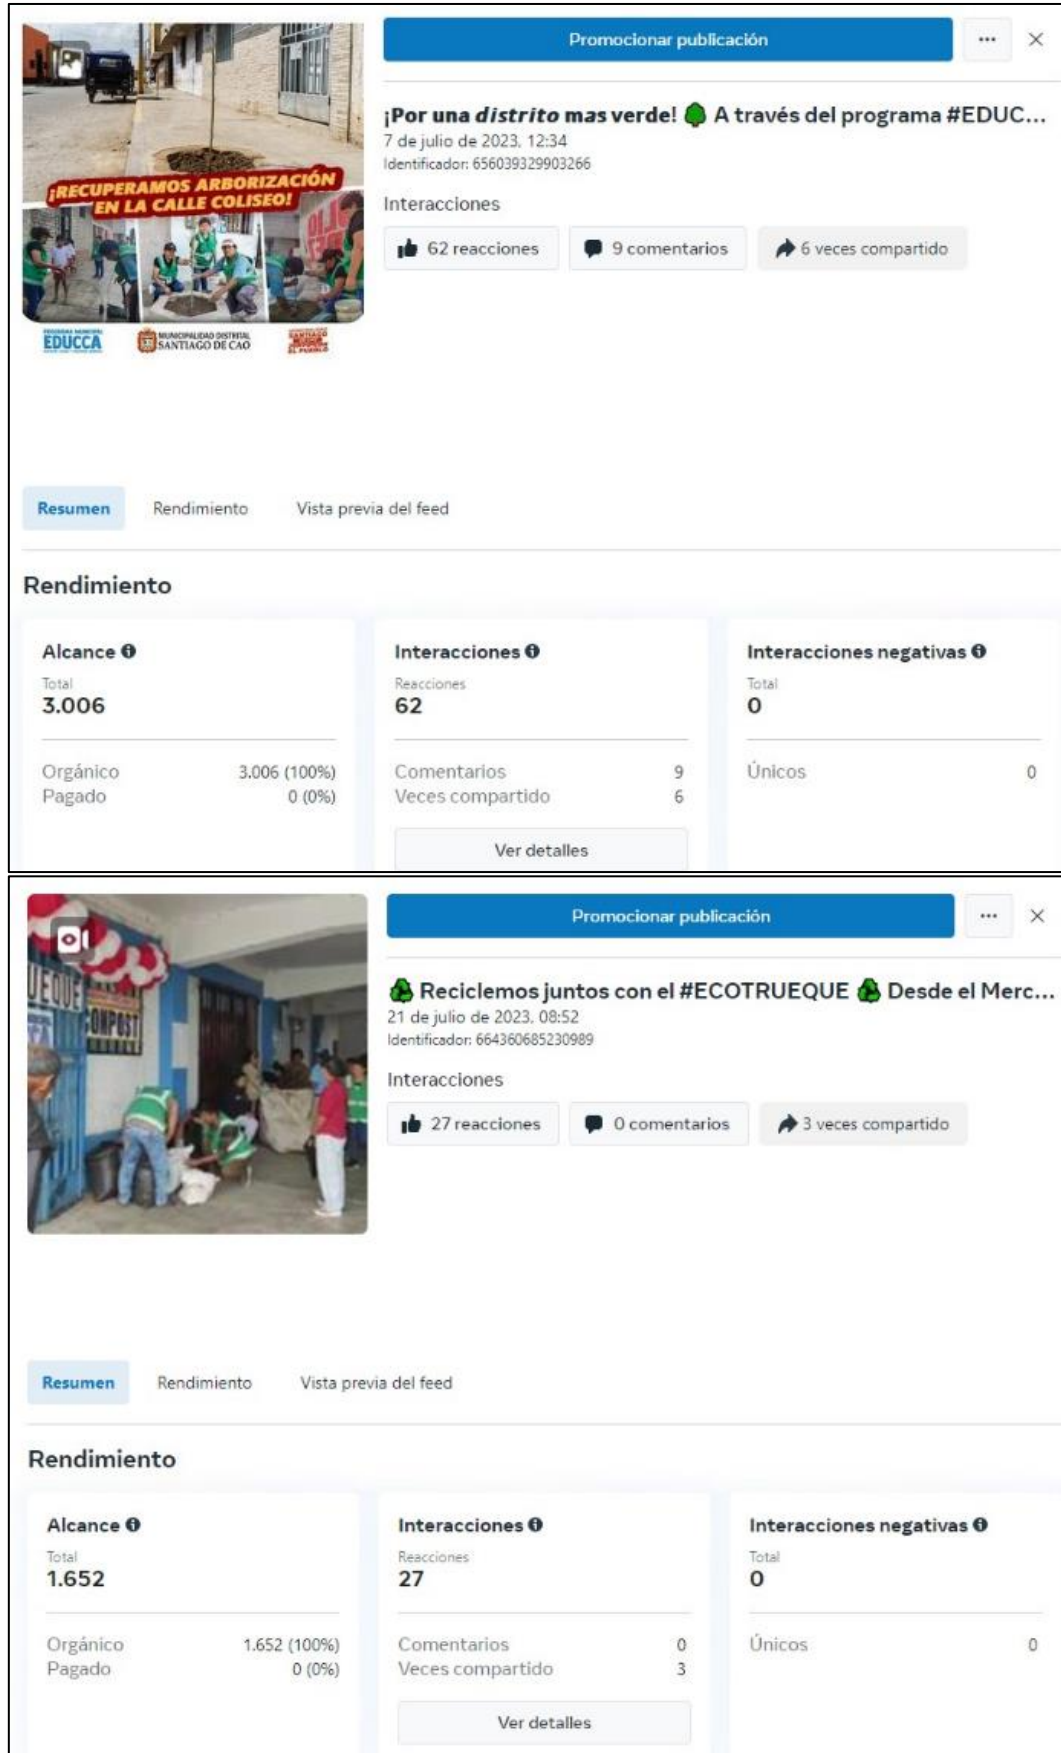 Promocionar publicación
¡Por una distrito mas verde! A través del programa #EDUC...
7 de julio de 2023, 12:34
Identificador: 656039329903266
Interacciones
62 reacciones 9 comentarios 6 veces compartido
¡RECUPERAMOS ARBORIZACIÓN
EN LA CALLE COLISEO!
EDUCCA
MUNICIPALIDAD DISTRITAL
SANTIAGO DE CAO
Resumen Rendimiento Vista previa del feed
Rendimiento
Alcance Interacciones Interacciones negativas
Total Reacciones Total
3.006 62 0
Orgánico 3.006 (100%) Comentarios 9 Únicos 0
Pagado 0 (0%) Veces compartido 6
Ver detalles
Promocionar publicación
Reciclemos juntos con el #ECOTRUEQUE Desde el Merc...
21 de julio de 2023, 08:52
Identificador: 664360685230989
Interacciones
27 reacciones 0 comentarios 3 veces compartido
Resumen Rendimiento Vista previa del feed
Rendimiento
Alcance Interacciones Interacciones negativas
Total Reacciones Total
1.652 27 0
Orgánico 1.652 (100%) Comentarios 0 Únicos 0
Pagado 0 (0%) Veces compartido 3
Ver detalles